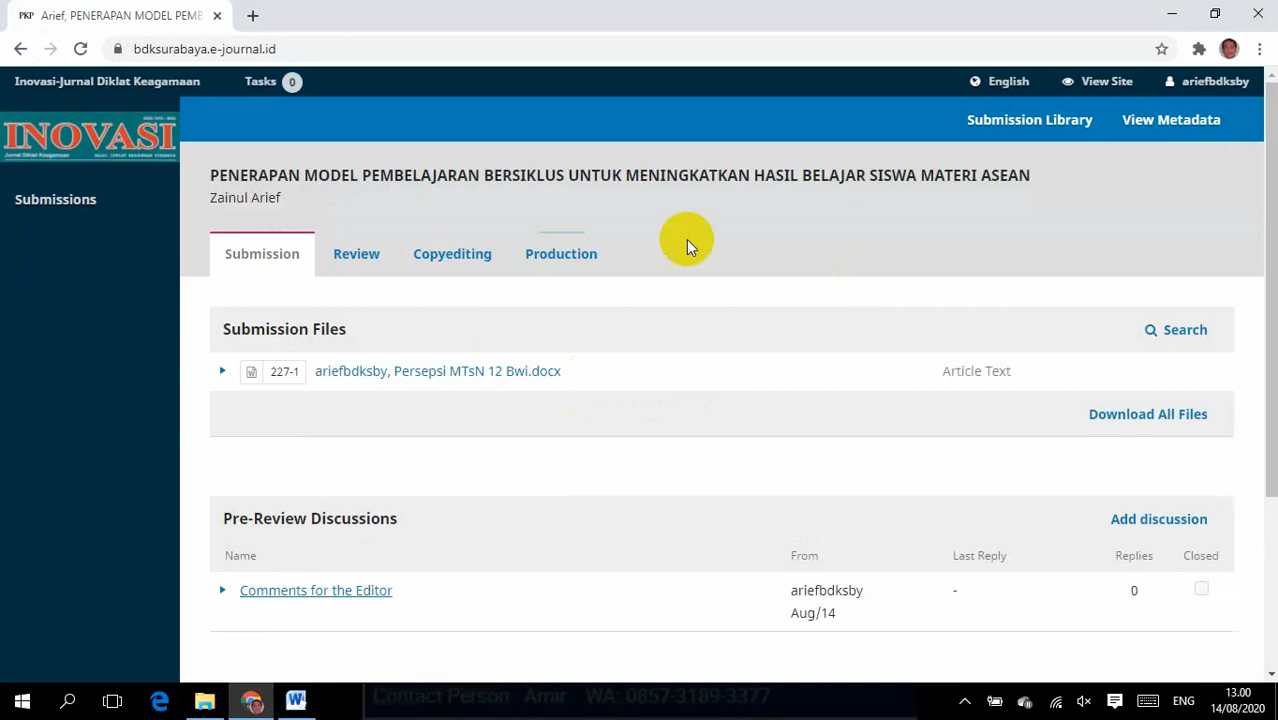 PKP Arief, PENERAPAN MODEL PEMB
bdksurabaya.e-journal.id
Inovasi-Jurnal Diklat Keagamaan Tasks 0 English View Site ariefbdksby
INOVASI
Jurnal Diklat Keagamaan
Submission Library View Metadata
PENERAPAN MODEL PEMBELAJARAN BERSIKLUS UNTUK MENINGKATKAN HASIL BELAJAR SISWA MATERI ASEAN
Zainul Arief
Submissions
Submission Review Copyediting Production
Submission Files Search
227-1 ariefbdksby, Persepsi MTsN 12 Bwi.docx Article Text
Download All Files
Pre-Review Discussions Add discussion
Name From Last Reply Replies Closed
Comments for the Editor ariefbdksby - 0
Aug/14
Contact Person Amir WA: 0857-3189-3377
ENG
13.00
14/08/2020